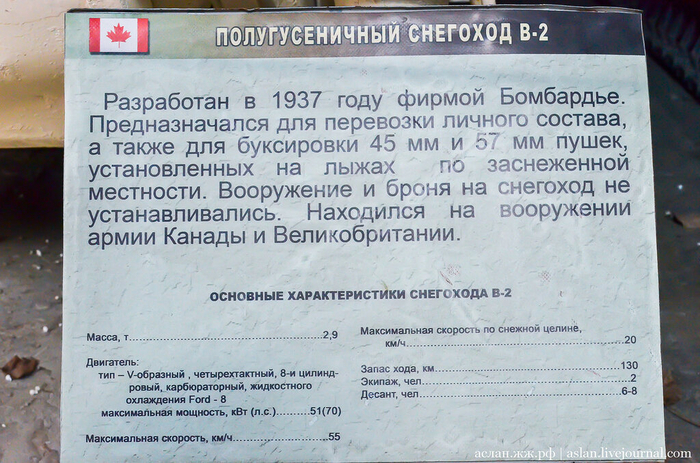 ПОЛУГУСЕНИЧНЫЙ СНЕГОХОД В-2
Разработан в 1937 году фирмой Бомбардье.
Предназначался для перевозки личного состава,
а также для буксировки 45 мм и 57 мм пушек,
установленных на лыжах по заснеженной
местности. Вооружение и броня на снегоход не
устанавливались. Находился на вооружении
армии Канады и Великобритании.
ОСНОВНЫЕ ХАРАКТЕРИСТИКИ СНЕГОХОДА В-2
Масса, т..........2,9
Двигатель:
тип – V-образный , четырехтактный, 8-и цилинд-
ровый, карбюраторный, жидкостного
охлаждения Ford - 8
максимальная мощность, кВт (л.с.)..........51(70)
Максимальная скорость, км/ч..........55
Максимальная скорость по снежной целине,
км/ч..........20
Запас хода, км..........130
Экипаж, чел..........2
Десант, чел..........6-8
аслан.жж.рф | aslan.livejournal.com